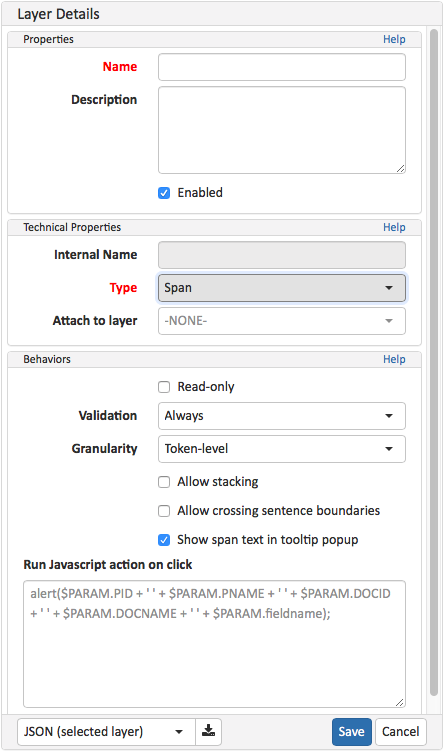 Layer Details
Properties Help
Name
Description
Enabled
Technical Properties Help
Internal Name
Type Span
Attach to layer -NONE-
Behaviors Help
Read-only
Validation Always
Granularity Token-level
Allow stacking
Allow crossing sentence boundaries
Show span text in tooltip popup
Run Javascript action on click
alert($PARAM.PID + ' ' + $PARAM.PNAME + ' ' + $PARAM.DOCID
+ ' ' + $PARAM.DOCNAME + ' ' + $PARAM.fieldname);
JSON (selected layer) Save Cancel